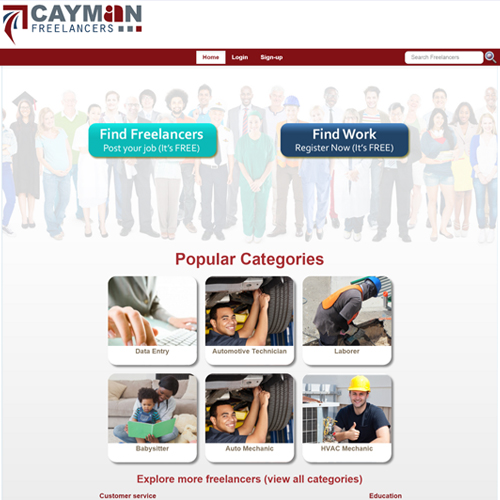 CAYMAN
FREELANCERS
Home Login Sign-up Search Freelancers
Find Freelancers
Post your job (It's FREE)
Find Work
Register Now (It's FREE)
Popular Categories
Data Entry
Automotive Technician
Laborer
Babysitter
Auto Mechanic
HVAC Mechanic
Explore more freelancers (view all categories)
Customer service Education